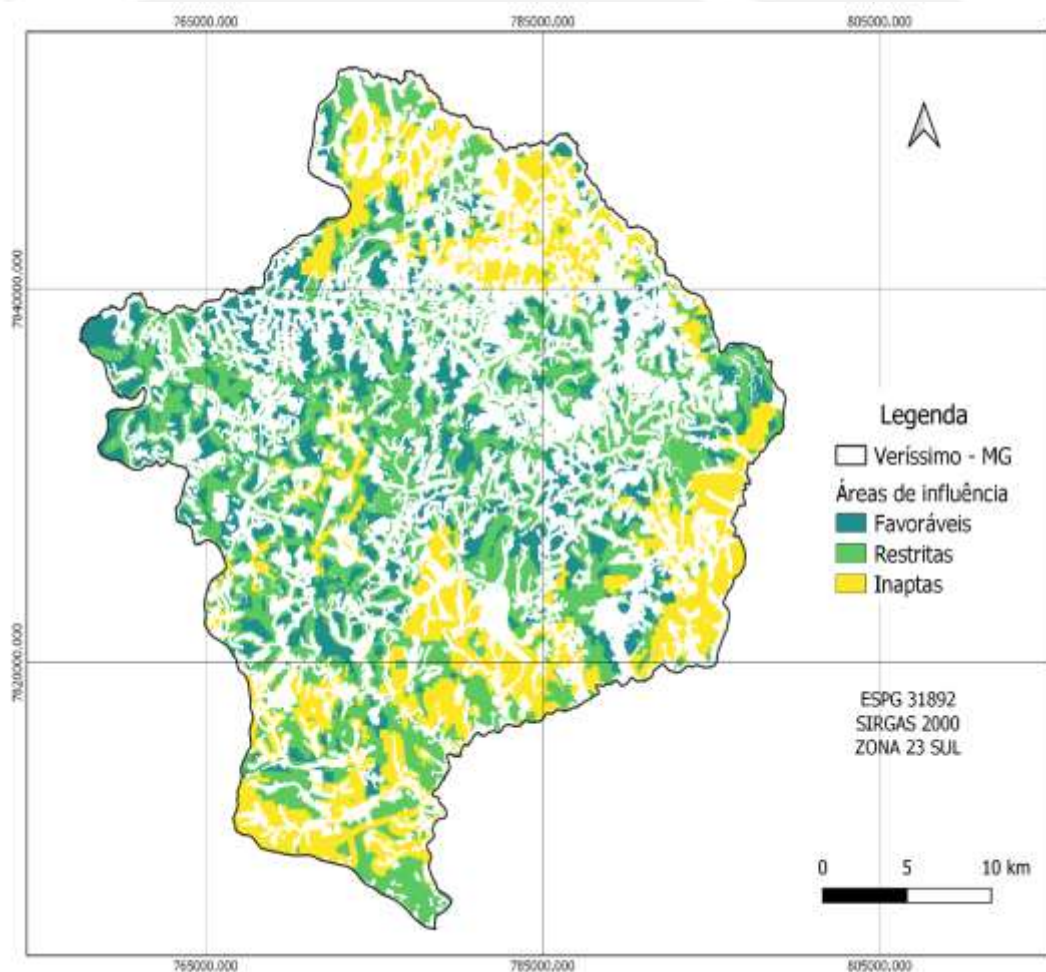 765000.000 785000.000 805000.000
7840000.000
7820000.000
Legenda
Veríssimo - MG
Áreas de influência
Favoráveis
Restritas
Inaptas
ESPG 31892
SIRGAS 2000
ZONA 23 SUL
0 5 10 km
765000.000 785000.000 805000.000